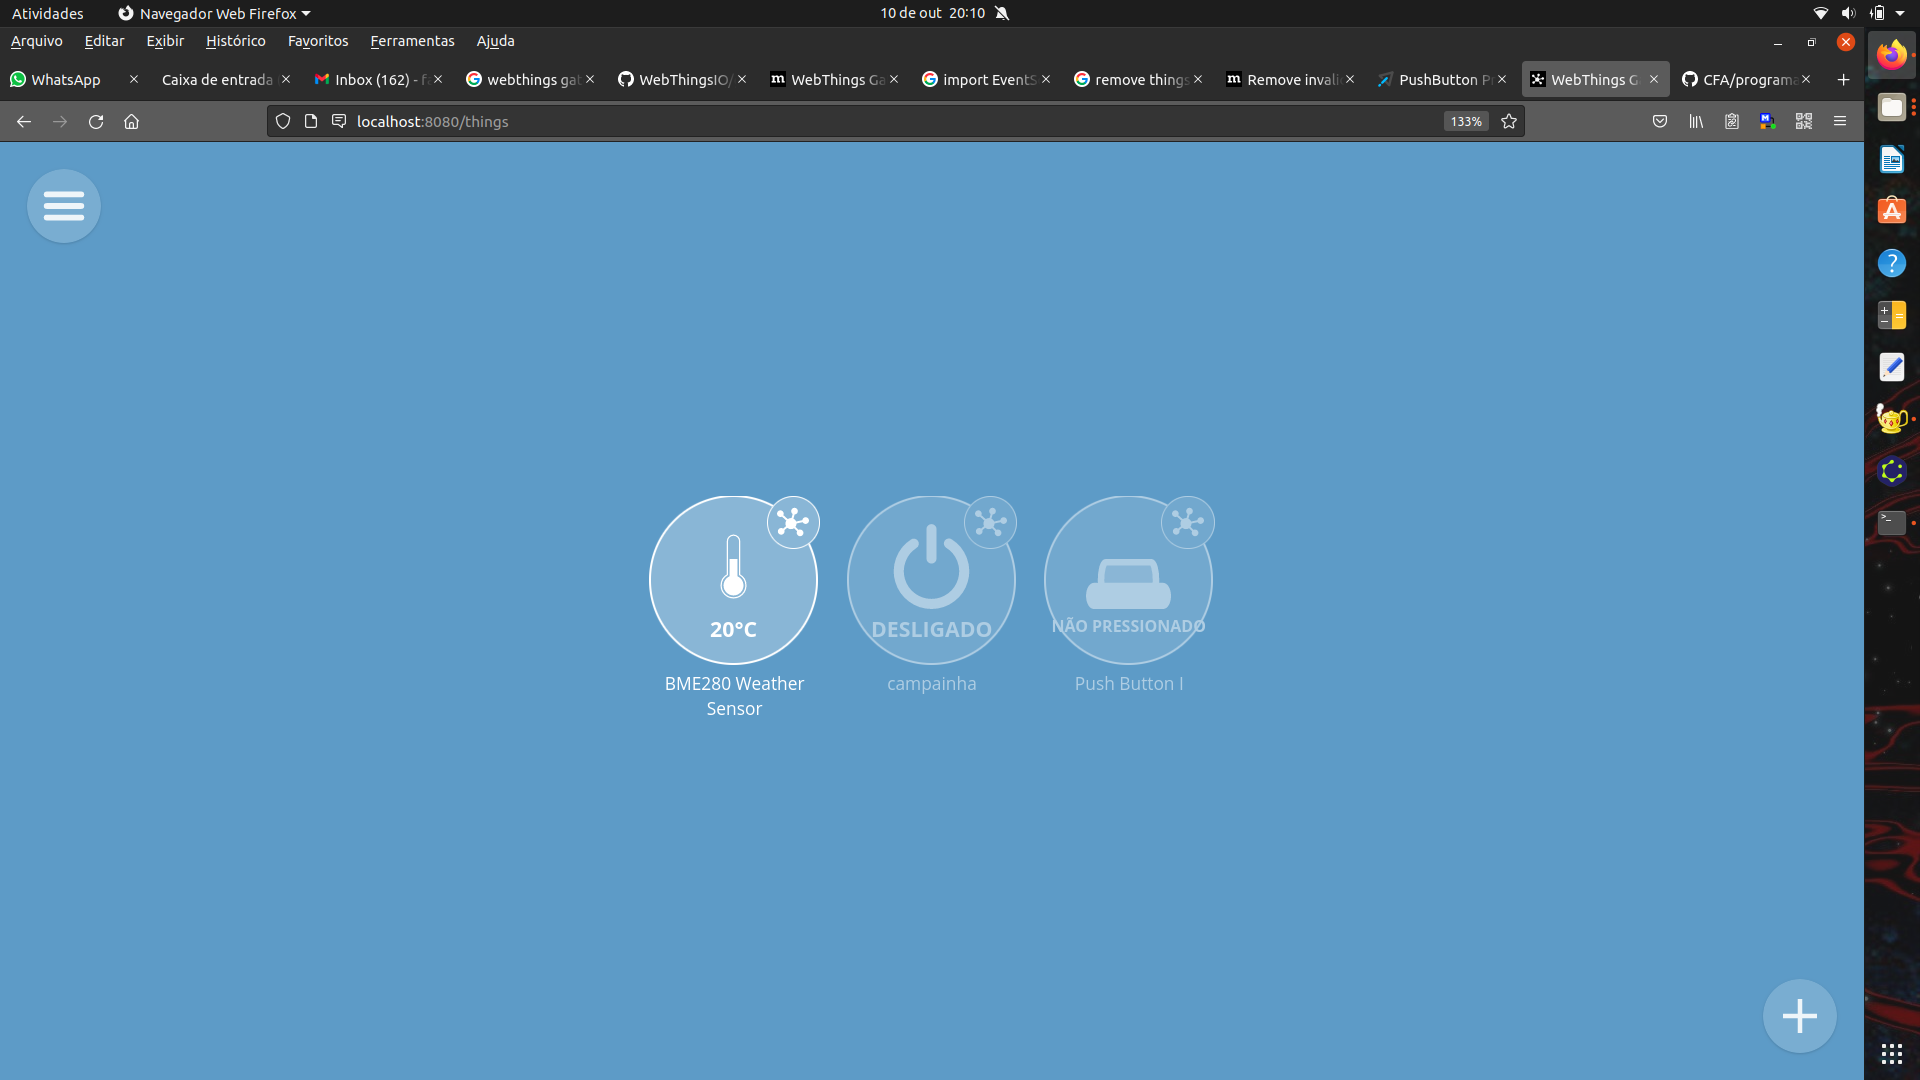 Atividades Navegador Web Firefox 10 de out 20:10
Arquivo Editar Exibir Histórico Favoritos Ferramentas Ajuda
WhatsApp Caixa de entrada Inbox (162) - fa webthings gat WebThingsIO/ WebThings Ga import EventS remove things Remove invali PushButton Pr WebThings G CFA/programa
localhost:8080/things 133%
20°C
DESLIGADO
NÃO PRESSIONADO
BME280 Weather Sensor
campainha
Push Button I